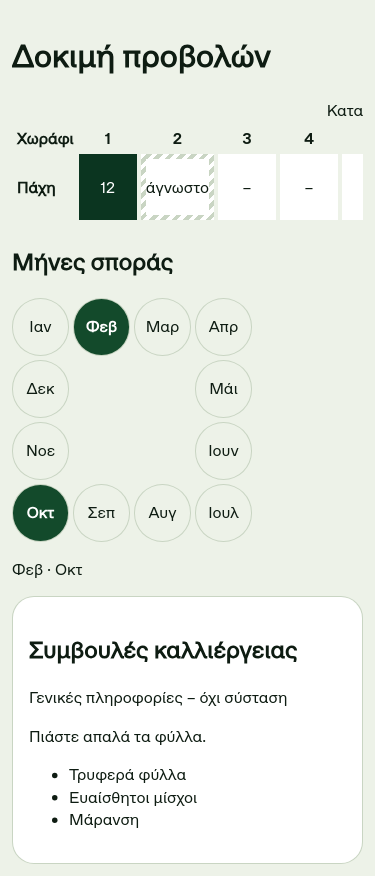 Δοκιμή προβολών
Κατα
Χωράφι 1 2 3 4
Πάχη 12 άγνωστο – –
Μήνες σποράς
Ιαν Φεβ Μαρ Απρ
Δεκ Μάι
Νοε Ιουν
Οκτ Σεπ Αυγ Ιουλ
Φεβ · Οκτ
Συμβουλές καλλιέργειας
Γενικές πληροφορίες – όχι σύσταση
Πιάστε απαλά τα φύλλα.
• Τρυφερά φύλλα
• Ευαίσθητοι μίσχοι
• Μάρανση